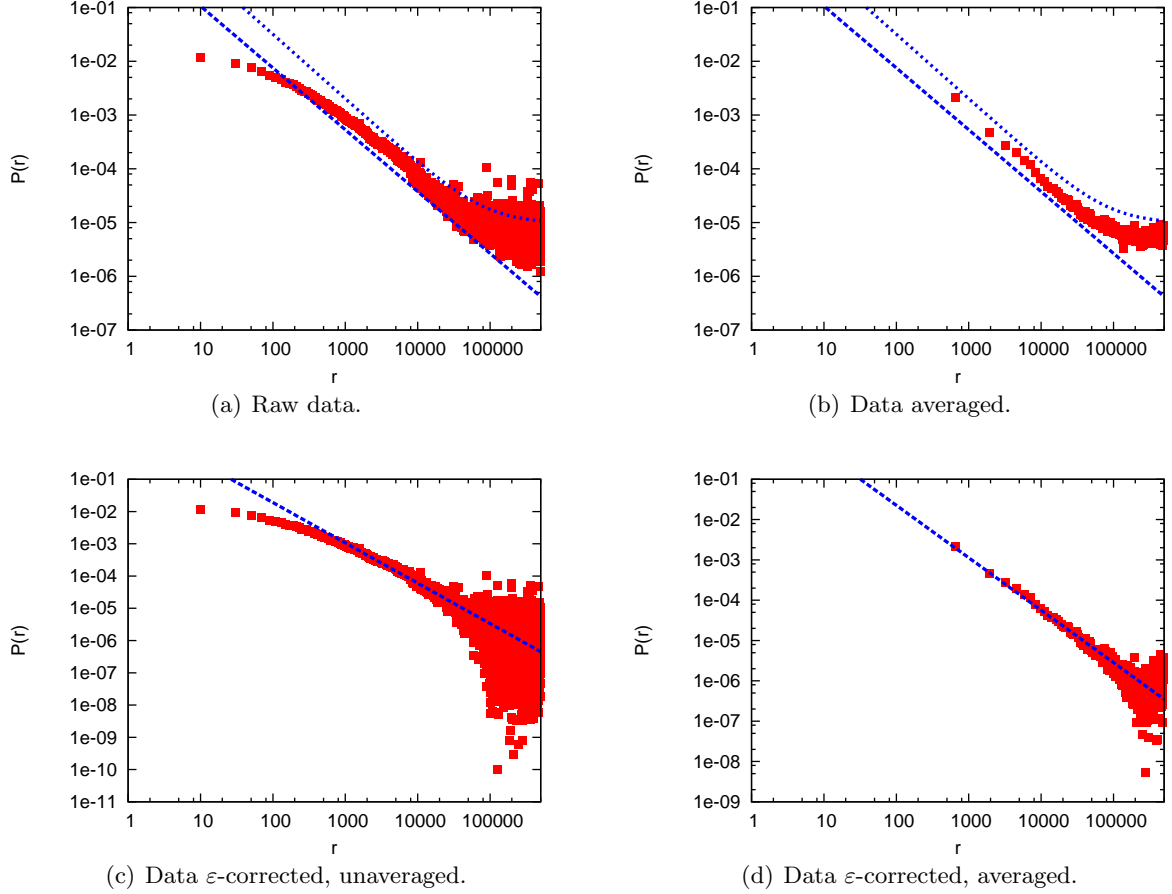 1e-01
1e-02
1e-03
1e-04
1e-05
1e-06
1e-07
P(r)
1 10 100 1000 10000 100000
r
(a) Raw data.
1e-01
1e-02
1e-03
1e-04
1e-05
1e-06
1e-07
P(r)
1 10 100 1000 10000 100000
r
(b) Data averaged.
1e-01
1e-02
1e-03
1e-04
1e-05
1e-06
1e-07
1e-08
1e-09
1e-10
1e-11
P(r)
1 10 100 1000 10000 100000
r
(c) Data ε-corrected, unaveraged.
1e-01
1e-02
1e-03
1e-04
1e-05
1e-06
1e-07
1e-08
1e-09
P(r)
1 10 100 1000 10000 100000
r
(d) Data ε-corrected, averaged.